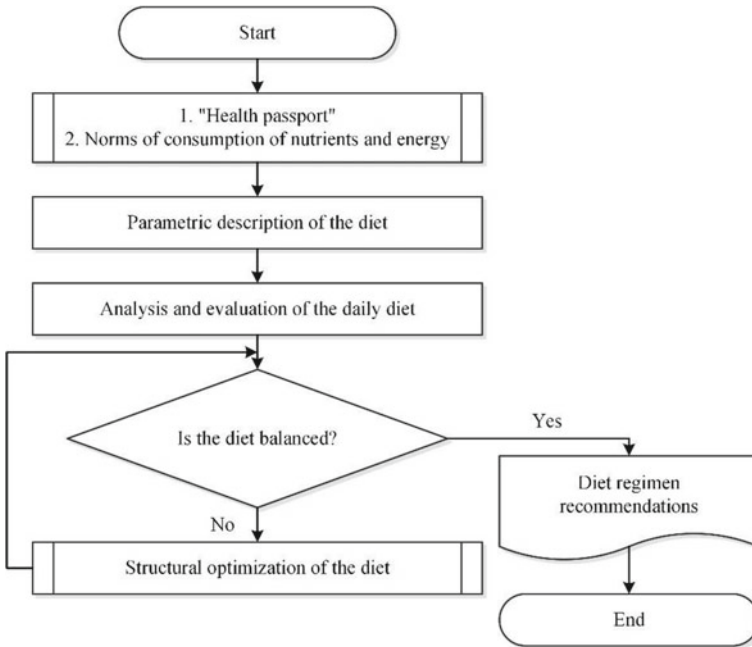 Start
1. "Health passport"
2. Norms of consumption of nutrients and energy
Parametric description of the diet
Analysis and evaluation of the daily diet
Is the diet balanced?
Yes
Diet regimen
recommendations
No
Structural optimization of the diet
End